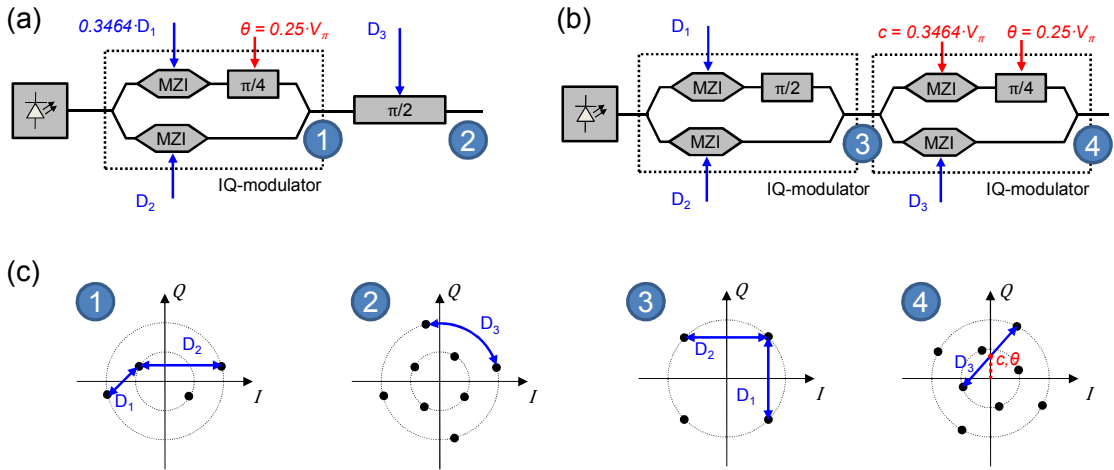 (a)
0.3464·D₁
θ = 0.25·Vπ
D₃
MZI
π/4
π/2
MZI
1
2
IQ-modulator
D₂
(b)
D₁
c = 0.3464·Vπ
θ = 0.25·Vπ
MZI
π/2
MZI
π/4
MZI
MZI
3
4
IQ-modulator
IQ-modulator
D₂
D₃
(c)
1
Q
D₂
D₁
I
2
Q
D₃
I
3
Q
D₂
D₁
I
4
Q
D₃
c,θ
I